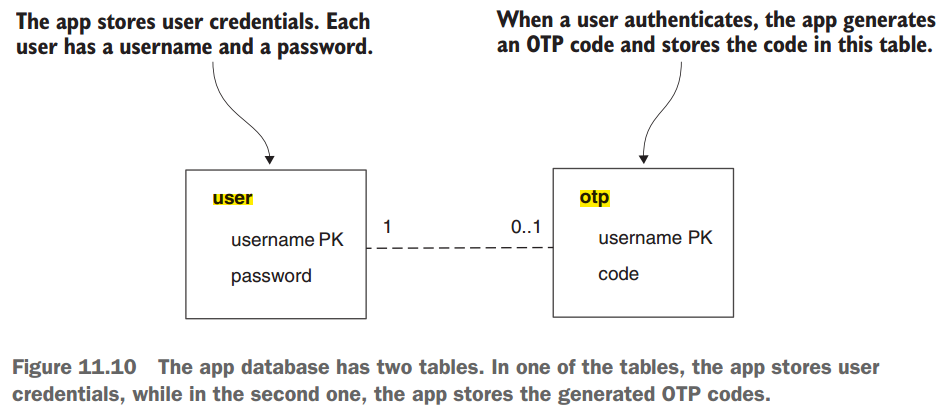 The app stores user credentials. Each
user has a username and a password.
When a user authenticates, the app generates
an OTP code and stores the code in this table.
user
username PK
password
1
0..1
otp
username PK
code
Figure 11.10 The app database has two tables. In one of the tables, the app stores user
credentials, while in the second one, the app stores the generated OTP codes.